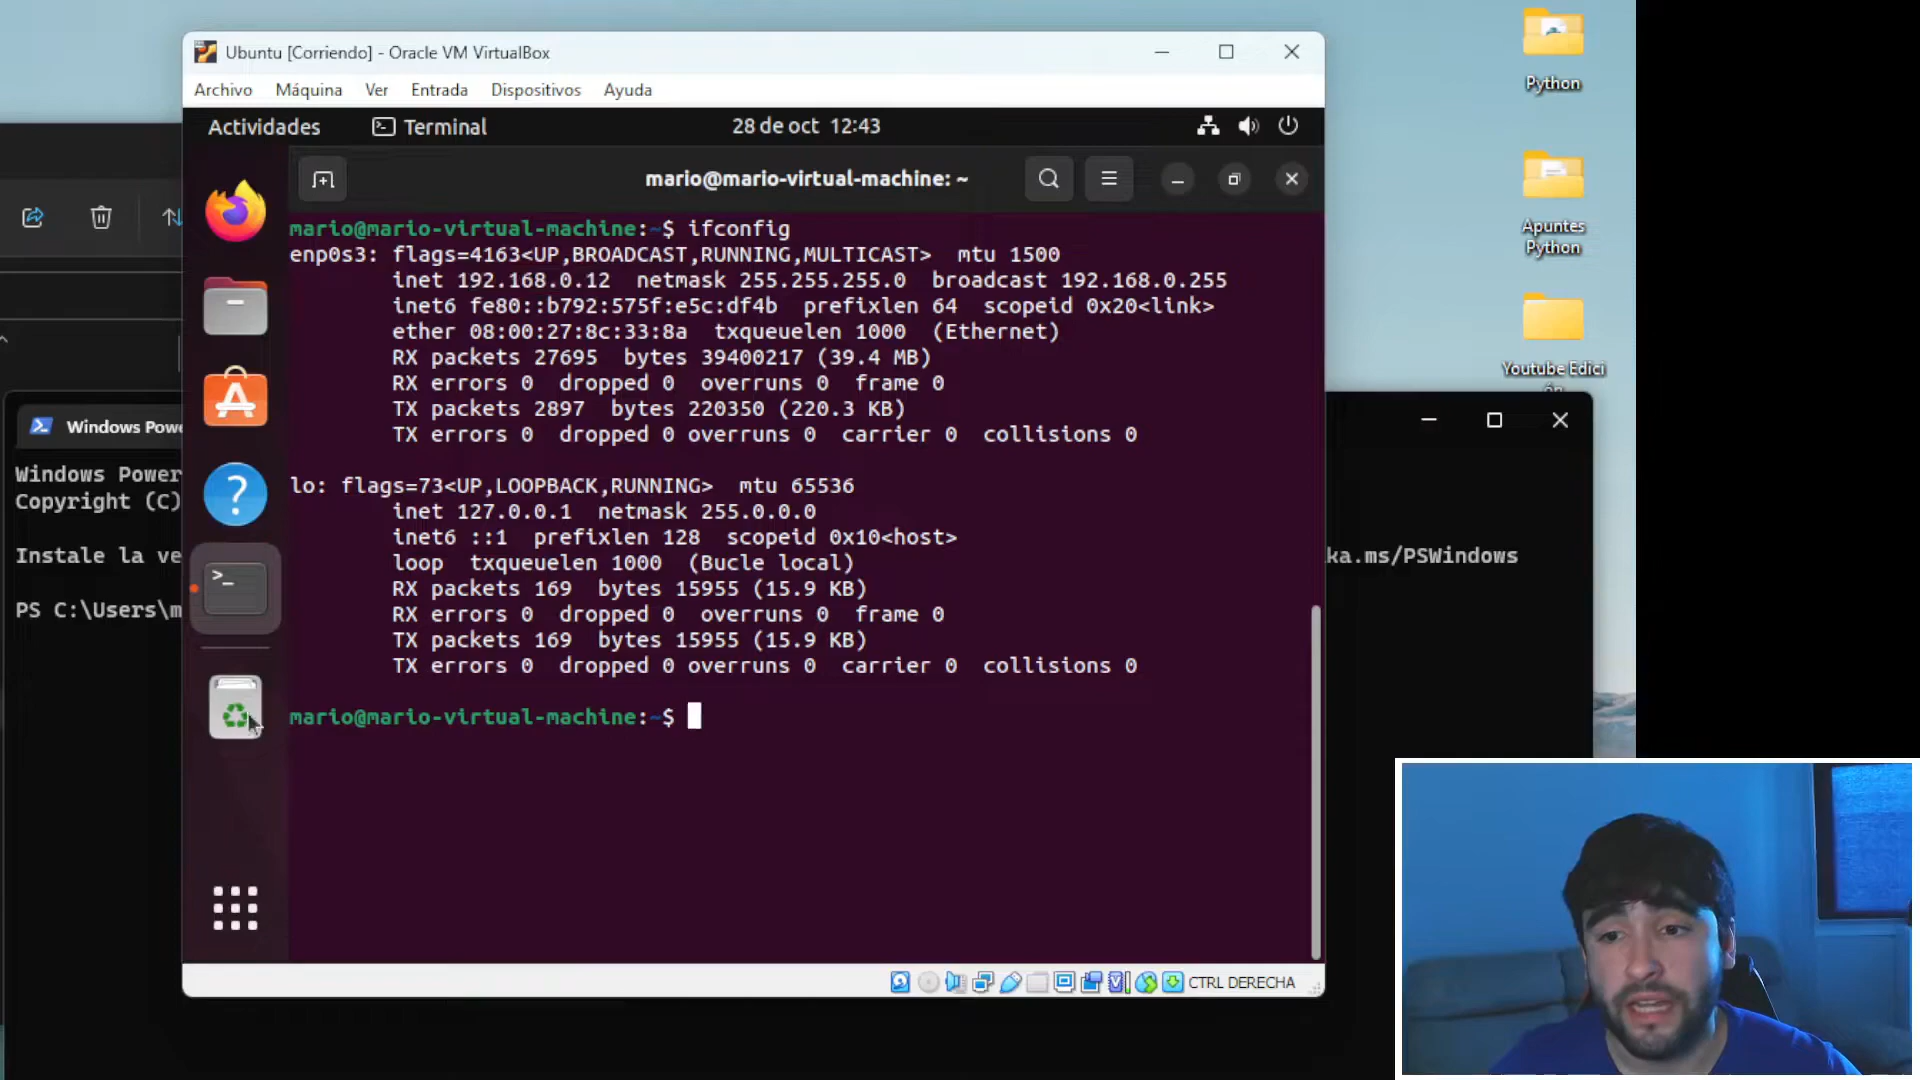 Ubuntu [Corriendo] - Oracle VM VirtualBox
Archivo Máquina Ver Entrada Dispositivos Ayuda
Actividades Terminal 28 de oct 12:43
mario@mario-virtual-machine: ~
mario@mario-virtual-machine:~$ ifconfig
enp0s3: flags=4163<UP,BROADCAST,RUNNING,MULTICAST> mtu 1500
inet 192.168.0.12 netmask 255.255.255.0 broadcast 192.168.0.255
inet6 fe80::b792:575f:e5c:df4b prefixlen 64 scopeid 0x20<link>
ether 08:00:27:8c:33:8a txqueuelen 1000 (Ethernet)
RX packets 27695 bytes 39400217 (39.4 MB)
RX errors 0 dropped 0 overruns 0 frame 0
TX packets 2897 bytes 220350 (220.3 KB)
TX errors 0 dropped 0 overruns 0 carrier 0 collisions 0
lo: flags=73<UP,LOOPBACK,RUNNING> mtu 65536
inet 127.0.0.1 netmask 255.0.0.0
inet6 ::1 prefixlen 128 scopeid 0x10<host>
loop txqueuelen 1000 (Bucle local)
RX packets 169 bytes 15955 (15.9 KB)
RX errors 0 dropped 0 overruns 0 frame 0
TX packets 169 bytes 15955 (15.9 KB)
TX errors 0 dropped 0 overruns 0 carrier 0 collisions 0
mario@mario-virtual-machine:~$
CTRL DERECHA
Windows Pow
Windows Power
Copyright (C)
Instale la ve
ka.ms/PSWindows
PS C:\Users\m
Python
Apuntes
Python
Youtube Edici